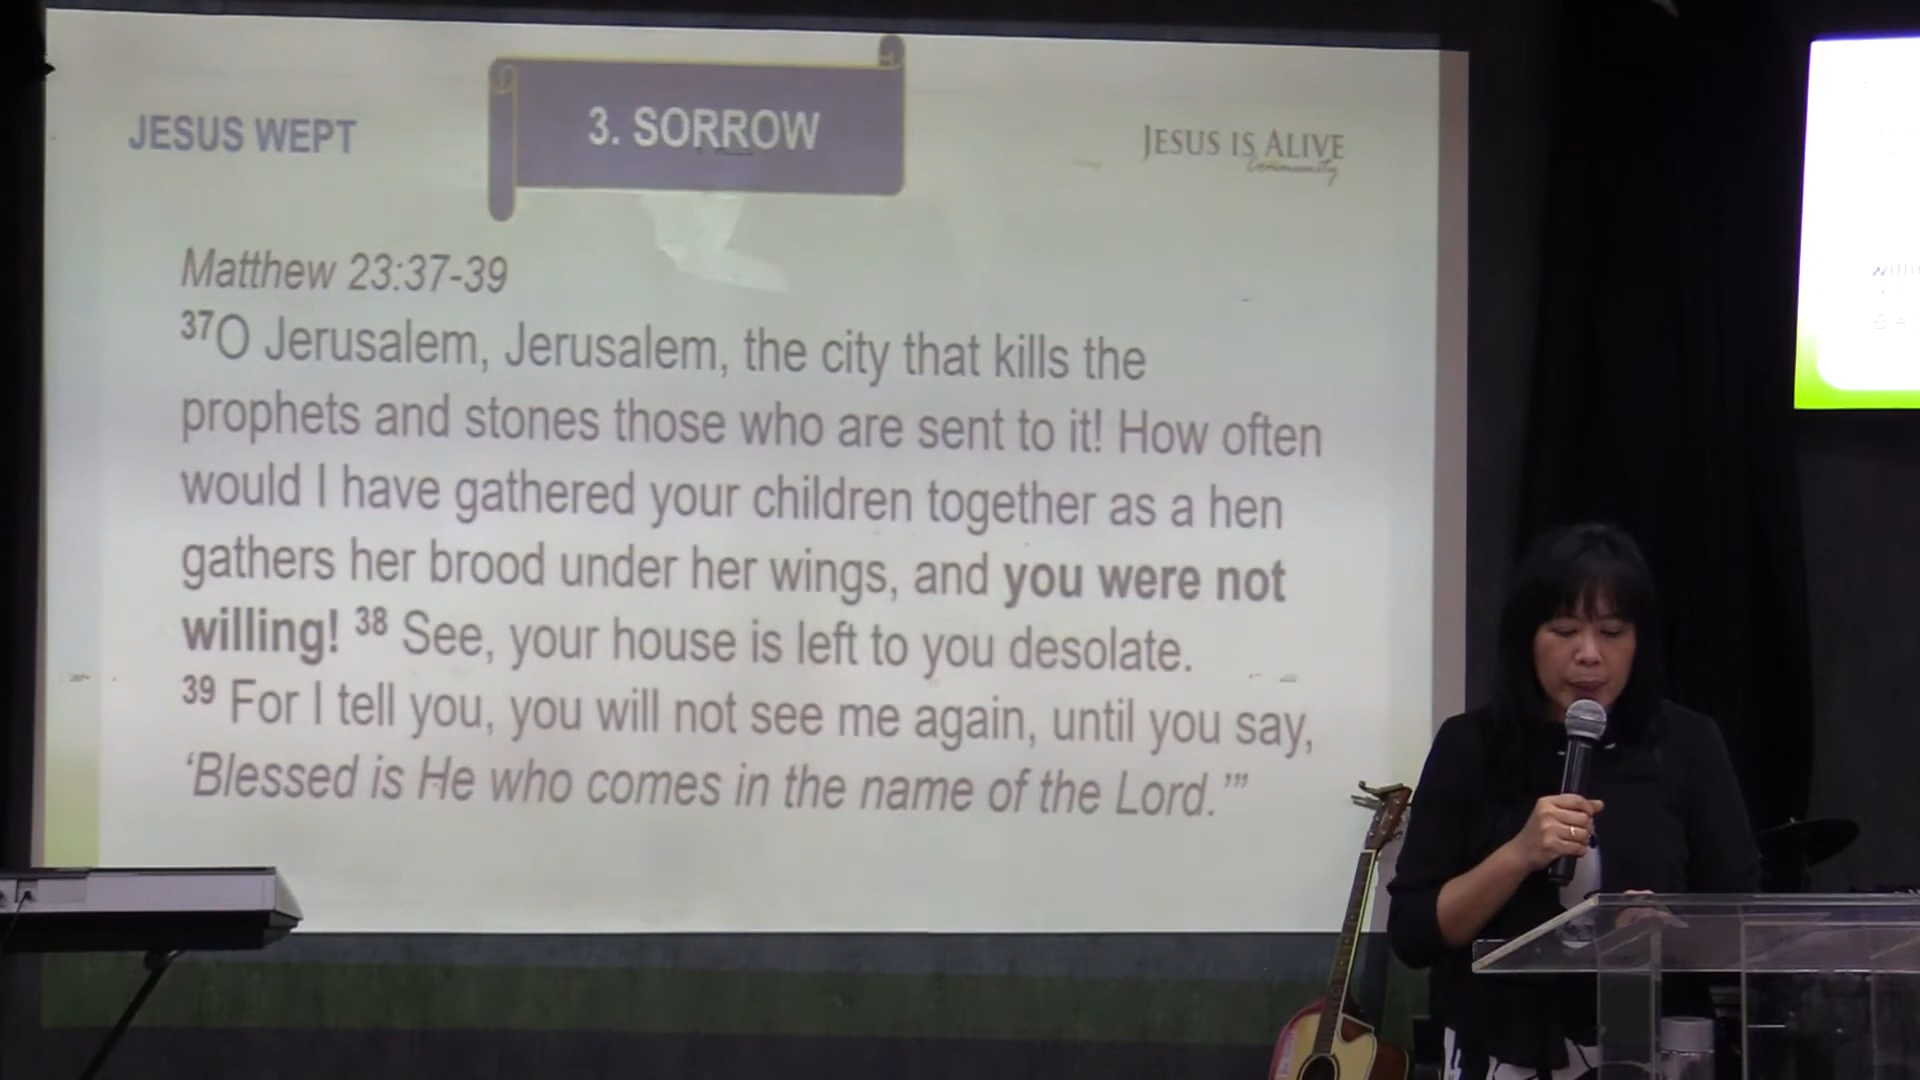 JESUS WEPT
3. SORROW
JESUS IS ALIVE
Community
Matthew 23:37-39
37O Jerusalem, Jerusalem, the city that kills the
prophets and stones those who are sent to it! How often
would I have gathered your children together as a hen
gathers her brood under her wings, and you were not
willing! 38 See, your house is left to you desolate.
39 For I tell you, you will not see me again, until you say,
‘Blessed is He who comes in the name of the Lord.’”